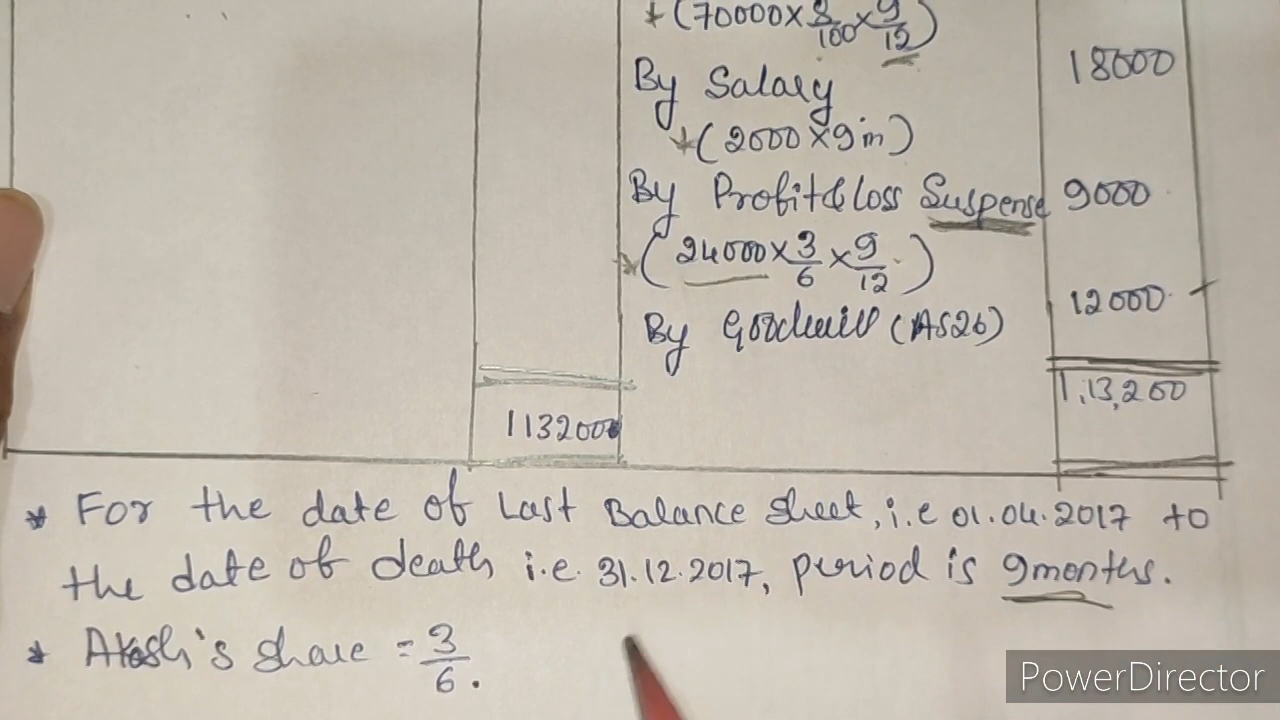 *(70000×8/100×9/12)
18000
By Salary
*(2000×9m)
By Profit & loss Suspense 9000
*(24000×3/6×9/12)
12000
By Goodwill (AS26)
1,13,200
113200
* For the date of Last Balance sheet, i.e 01.04.2017 to
the date of death i.e. 31.12.2017, period is 9months.
* Akash's share = 3/6.
PowerDirector